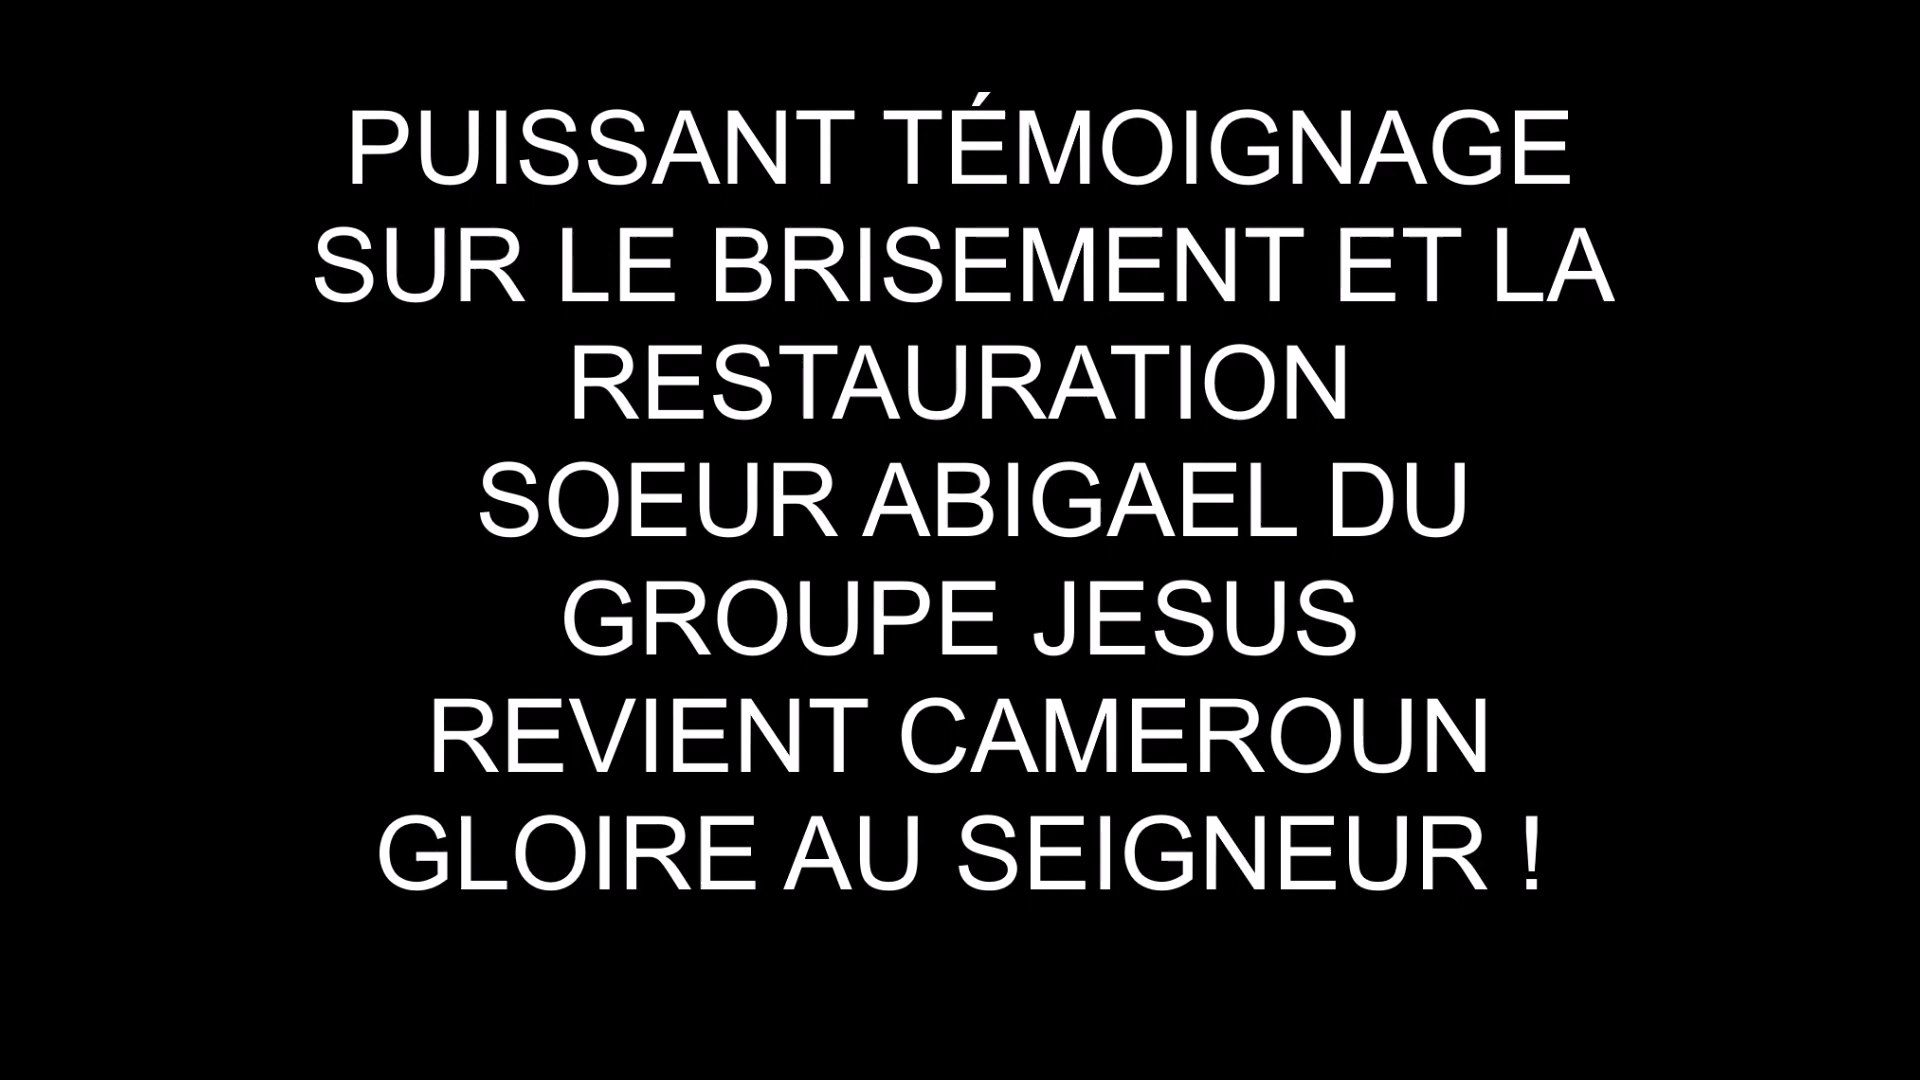 PUISSANT TÉMOIGNAGE
SUR LE BRISEMENT ET LA
RESTAURATION
SOEUR ABIGAEL DU
GROUPE JESUS
REVIENT CAMEROUN
GLOIRE AU SEIGNEUR !